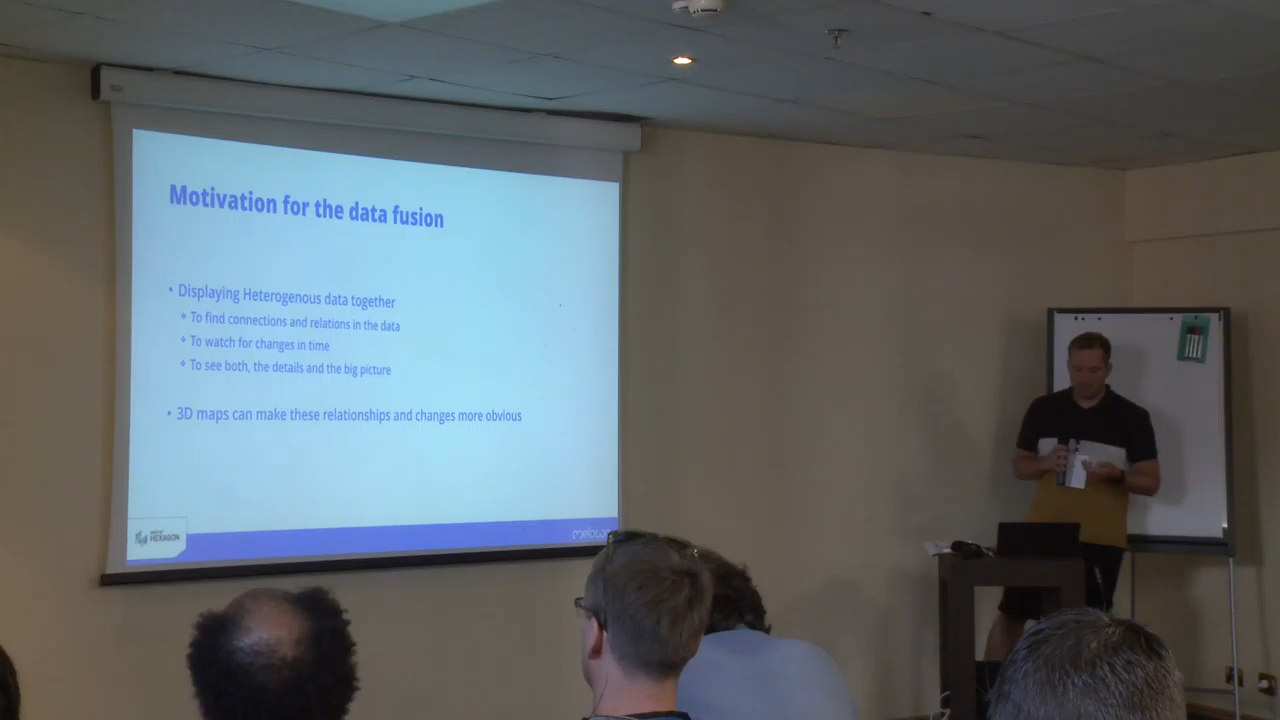 Motivation for the data fusion
• Displaying Heterogenous data together
To find connections and relations in the data
To watch for changes in time
To see both, the details and the big picture
• 3D maps can make these relationships and changes more obvious
HEXAGON